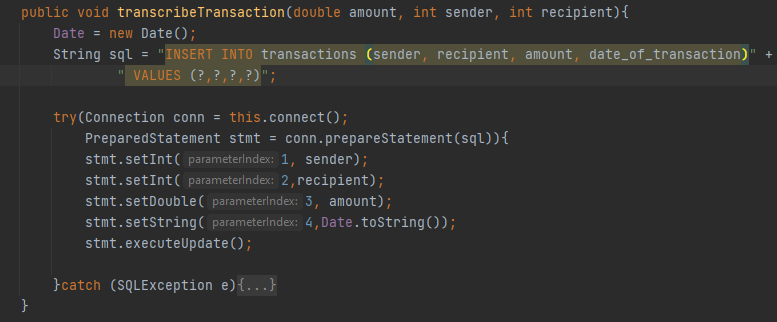 public void transcribeTransaction(double amount, int sender, int recipient){
Date = new Date();
String sql = "INSERT INTO transactions (sender, recipient, amount, date_of_transaction)" +
" VALUES (?,?,?,?)";
try(Connection conn = this.connect();
PreparedStatement stmt = conn.prepareStatement(sql)){
stmt.setInt( parameterIndex: 1, sender);
stmt.setInt( parameterIndex: 2,recipient);
stmt.setDouble( parameterIndex: 3, amount);
stmt.setString( parameterIndex: 4,Date.toString());
stmt.executeUpdate();
}catch (SQLException e){...}
}